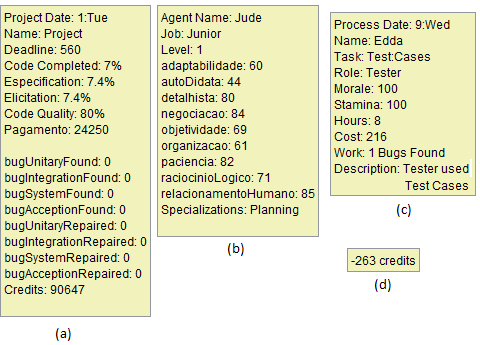 Project Date: 1:Tue
Name: Project
Deadline: 560
Code Completed: 7%
Especification: 7.4%
Elicitation: 7.4%
Code Quality: 80%
Pagamento: 24250
bugUnitaryFound: 0
bugIntegrationFound: 0
bugSystemFound: 0
bugAcceptionFound: 0
bugUnitaryRepaired: 0
bugIntegrationRepaired: 0
bugSystemRepaired: 0
bugAcceptionRepaired: 0
Credits: 90647
(a)
Agent Name: Jude
Job: Junior
Level: 1
adaptabilidade: 60
autoDidata: 44
detalhista: 80
negociacao: 84
objetividade: 69
organizacao: 61
paciencia: 82
raciocinioLogico: 71
relacionamentoHumano: 85
Specializations: Planning
(b)
Process Date: 9:Wed
Name: Edda
Task: Test:Cases
Role: Tester
Morale: 100
Stamina: 100
Hours: 8
Cost: 216
Work: 1 Bugs Found
Description: Tester used
Test Cases
(c)
-263 credits
(d)